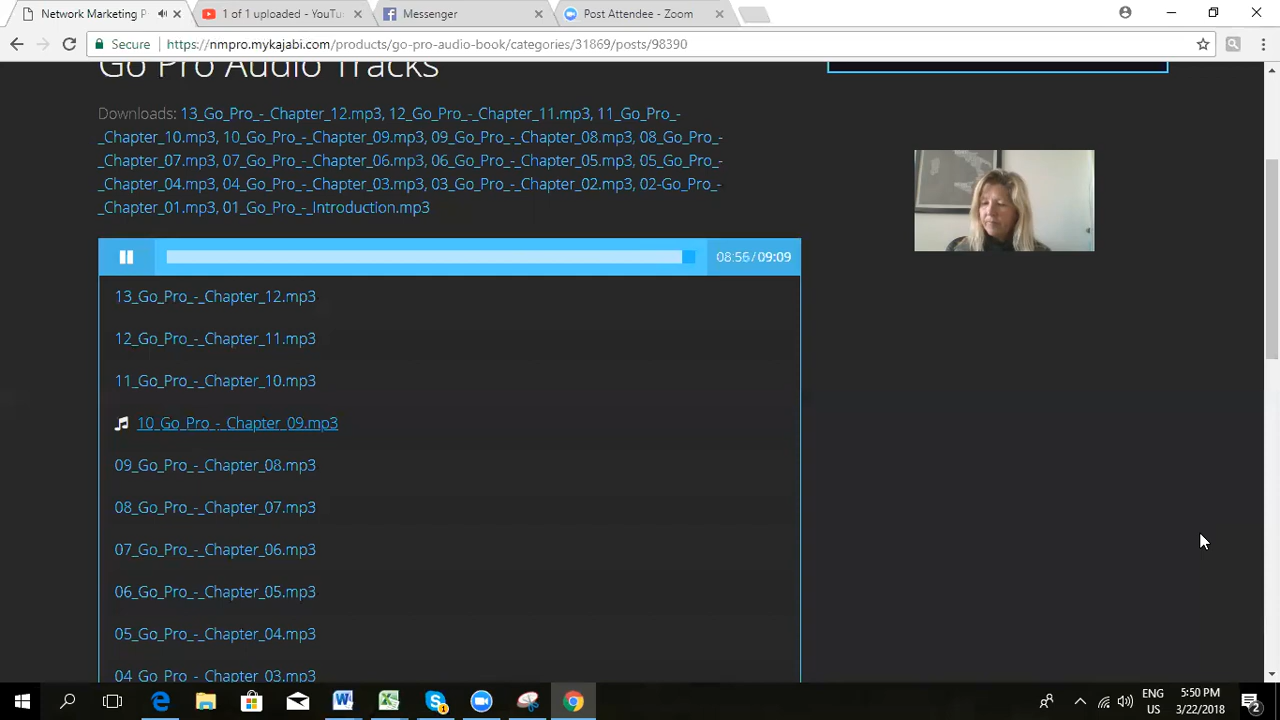 Network Marketing P
1 of 1 uploaded - YouTu
Messenger
Post Attendee - Zoom
Secure
https://nmpro.mykajabi.com/products/go-pro-audio-book/categories/31869/posts/98390
Go Pro Audio Tracks
Downloads: 13_Go_Pro_-_Chapter_12.mp3, 12_Go_Pro_-_Chapter_11.mp3, 11_Go_Pro_-
_Chapter_10.mp3, 10_Go_Pro_-_Chapter_09.mp3, 09_Go_Pro_-_Chapter_08.mp3, 08_Go_Pro_-
_Chapter_07.mp3, 07_Go_Pro_-_Chapter_06.mp3, 06_Go_Pro_-_Chapter_05.mp3, 05_Go_Pro_-
_Chapter_04.mp3, 04_Go_Pro_-_Chapter_03.mp3, 03_Go_Pro_-_Chapter_02.mp3, 02-Go_Pro_-
_Chapter_01.mp3, 01_Go_Pro_-_Introduction.mp3
08:56/09:09
13_Go_Pro_-_Chapter_12.mp3
12_Go_Pro_-_Chapter_11.mp3
11_Go_Pro_-_Chapter_10.mp3
10_Go_Pro_-_Chapter_09.mp3
09_Go_Pro_-_Chapter_08.mp3
08_Go_Pro_-_Chapter_07.mp3
07_Go_Pro_-_Chapter_06.mp3
06_Go_Pro_-_Chapter_05.mp3
05_Go_Pro_-_Chapter_04.mp3
04_Go_Pro_-_Chapter_03.mp3
ENG
US
5:50 PM
3/22/2018
2